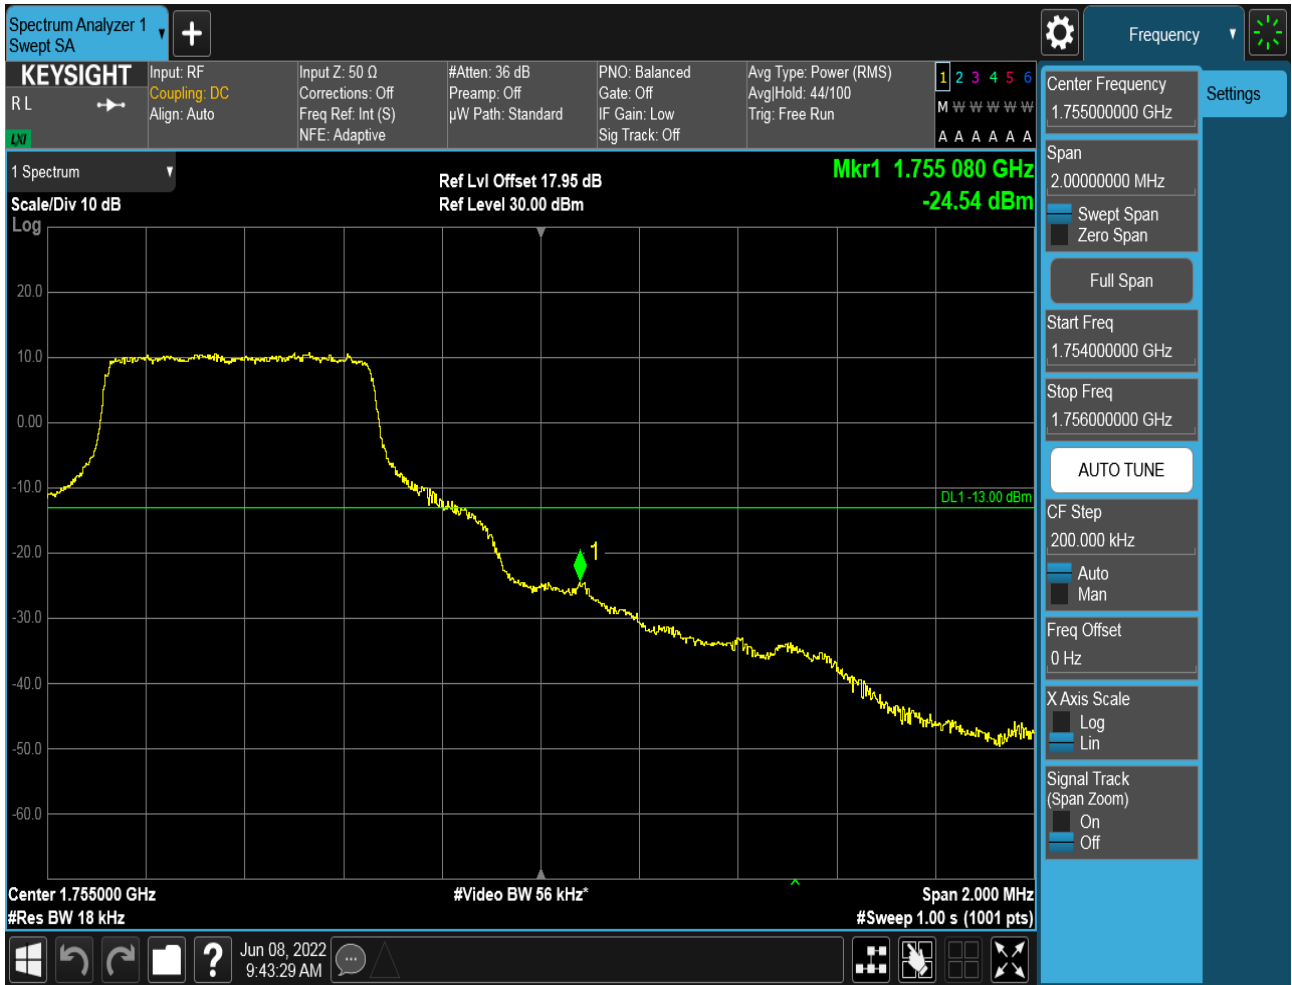 Spectrum Analyzer 1
Swept SA
Frequency
KEYSIGHT
R L
LXI
Input: RF
Coupling: DC
Align: Auto
Input Z: 50 Ω
Corrections: Off
Freq Ref: Int (S)
NFE: Adaptive
#Atten: 36 dB
Preamp: Off
µW Path: Standard
PNO: Balanced
Gate: Off
IF Gain: Low
Sig Track: Off
Avg Type: Power (RMS)
Avg|Hold: 44/100
Trig: Free Run
1 2 3 4 5 6
M W W W W W
A A A A A A
1 Spectrum
Scale/Div 10 dB
Log
Ref Lvl Offset 17.95 dB
Ref Level 30.00 dBm
Mkr1 1.755 080 GHz
-24.54 dBm
20.0
10.0
0.00
-10.0
-20.0
-30.0
-40.0
-50.0
-60.0
DL1 -13.00 dBm
1
Center 1.755000 GHz
#Res BW 18 kHz
#Video BW 56 kHz*
Span 2.000 MHz
#Sweep 1.00 s (1001 pts)
Jun 08, 2022
9:43:29 AM
Center Frequency
1.755000000 GHz
Settings
Span
2.00000000 MHz
Swept Span
Zero Span
Full Span
Start Freq
1.754000000 GHz
Stop Freq
1.756000000 GHz
AUTO TUNE
CF Step
200.000 kHz
Auto
Man
Freq Offset
0 Hz
X Axis Scale
Log
Lin
Signal Track
(Span Zoom)
On
Off